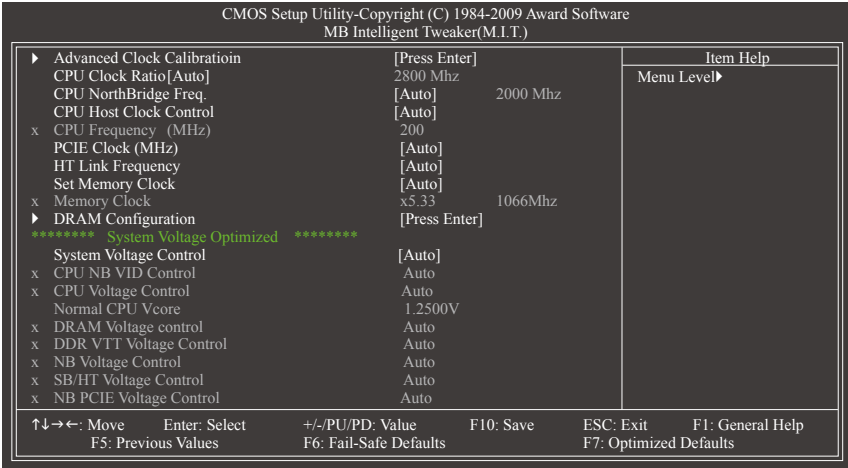 CMOS Setup Utility-Copyright (C) 1984-2009 Award Software
MB Intelligent Tweaker(M.I.T.)
▶ Advanced Clock Calibratioin [Press Enter]
CPU Clock Ratio[Auto] 2800 Mhz
CPU NorthBridge Freq. [Auto] 2000 Mhz
CPU Host Clock Control [Auto]
x CPU Frequency (MHz) 200
PCIE Clock (MHz) [Auto]
HT Link Frequency [Auto]
Set Memory Clock [Auto]
x Memory Clock x5.33 1066Mhz
▶ DRAM Configuration [Press Enter]
******** System Voltage Optimized ********
System Voltage Control [Auto]
x CPU NB VID Control Auto
x CPU Voltage Control Auto
Normal CPU Vcore 1.2500V
x DRAM Voltage control Auto
x DDR VTT Voltage Control Auto
x NB Voltage Control Auto
x SB/HT Voltage Control Auto
x NB PCIE Voltage Control Auto
Item Help
Menu Level▶
↑↓→←: Move Enter: Select +/-/PU/PD: Value F10: Save ESC: Exit F1: General Help
F5: Previous Values F6: Fail-Safe Defaults F7: Optimized Defaults